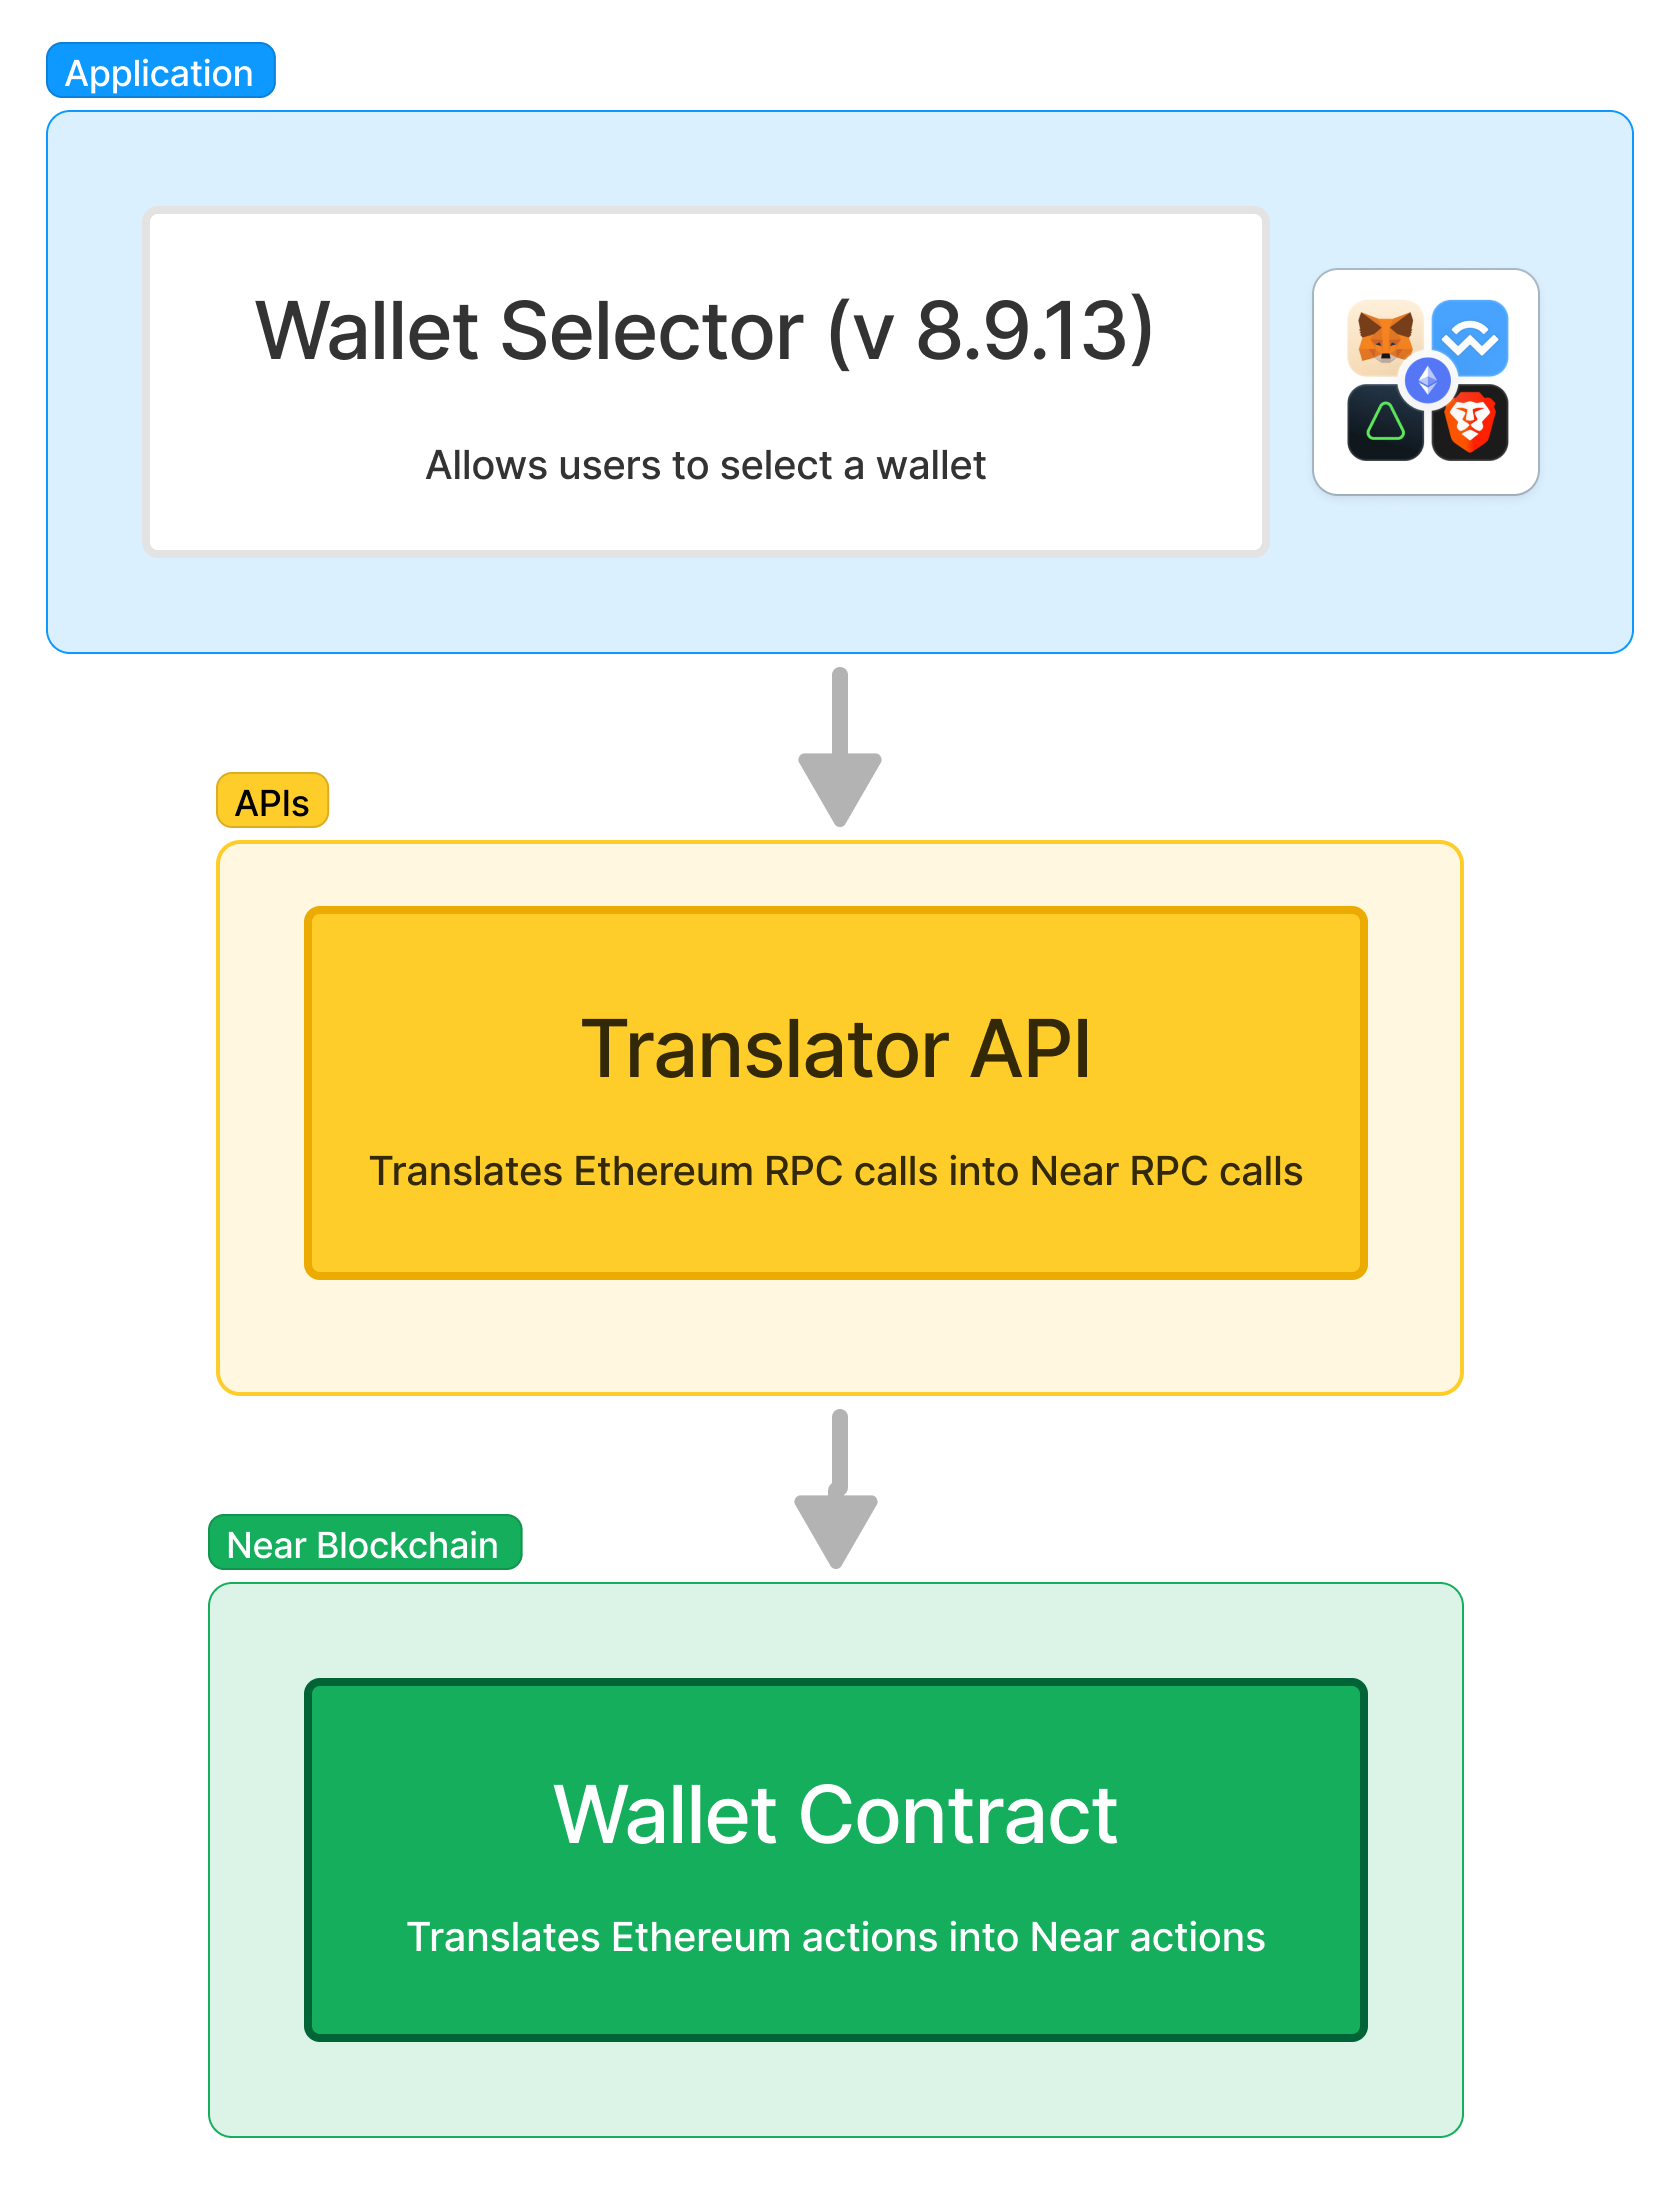 Application
Wallet Selector (v 8.9.13)
Allows users to select a wallet
APIs
Translator API
Translates Ethereum RPC calls into Near RPC calls
Near Blockchain
Wallet Contract
Translates Ethereum actions into Near actions